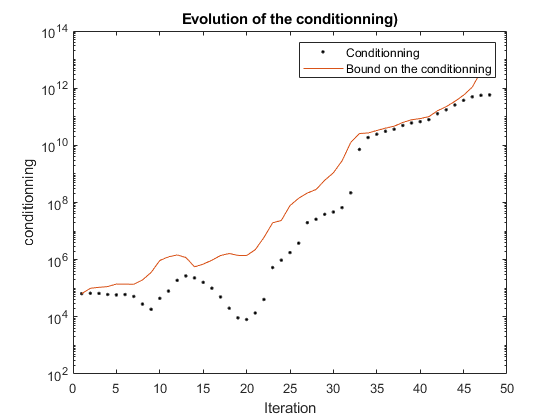 Evolution of the conditionning)
Conditionning
Bound on the conditionning
conditionning
10^14
10^12
10^10
10^8
10^6
10^4
10^2
0 5 10 15 20 25 30 35 40 45 50
Iteration